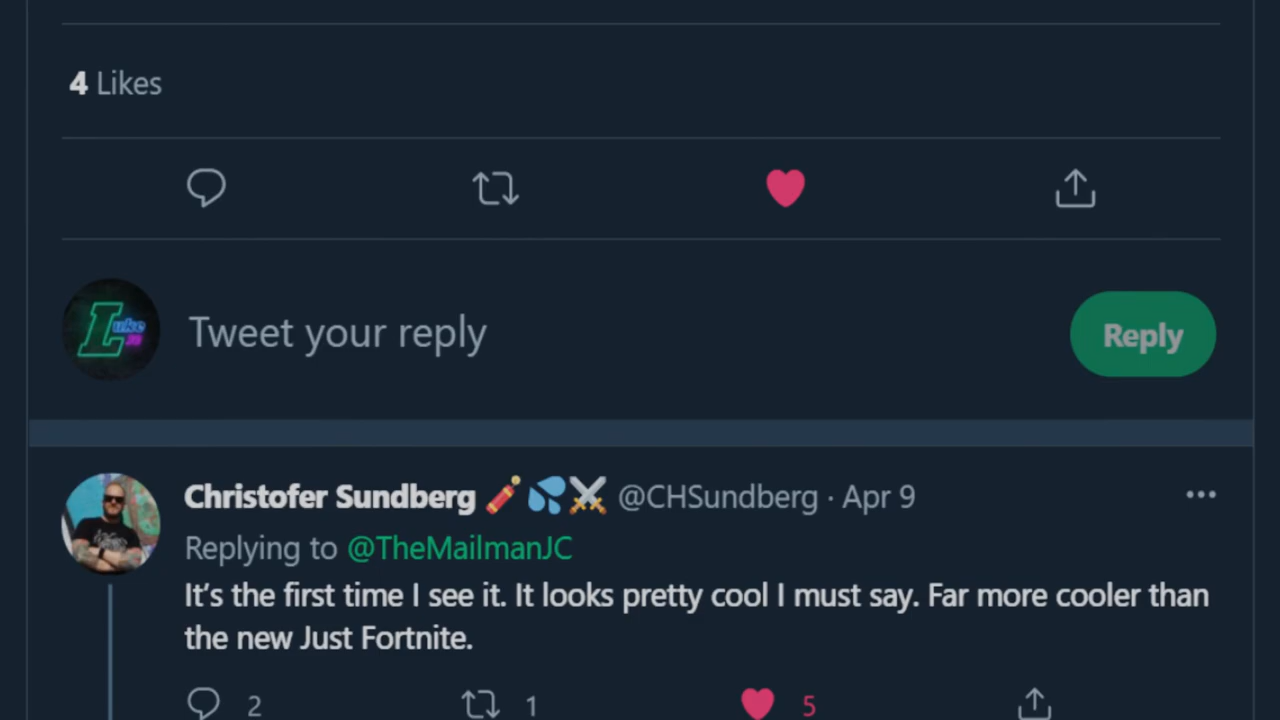 4 Likes
Luke
Tweet your reply
Reply
Christofer Sundberg 🧨💦⚔️ @CHSundberg · Apr 9
Replying to @TheMailmanJC
It's the first time I see it. It looks pretty cool I must say. Far more cooler than
the new Just Fortnite.
2 1 5